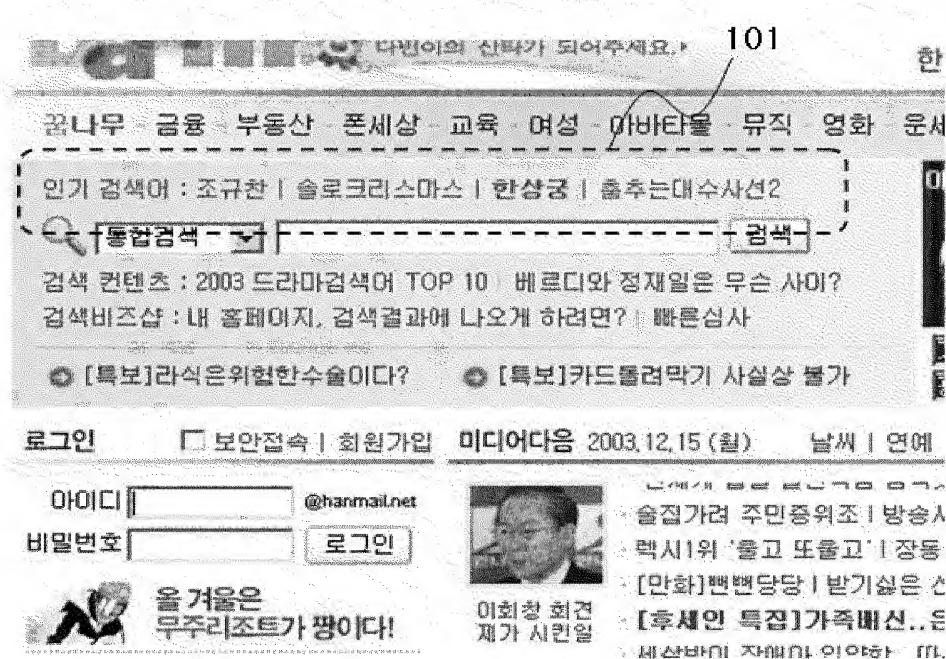 101
다빈이의 산타가 되어주세요.
한
꿈나무 - 금융 - 부동산 - 폰세상 - 교육 - 여성 - 아바타몰 - 뮤직 - 영화 운세
인기 검색어 : 조규찬 | 솔로크리스마스 | 한상궁 | 춤추는대수사선2
통합검색 검색
검색 컨텐츠 : 2003 드라마검색어 TOP 10 | 베르디와 정재일은 무슨 사이?
검색비즈샵 : 내 홈페이지, 검색결과에 나오게 하려면? | 빠른심사
[특보]라식은위험한수술이다? [특보]카드돌려막기 사실상 불가
로그인 보안접속 | 회원가입 미디어다음 2003.12.15 (월) 날씨 | 연예
아이디 @hanmail.net
비밀번호 로그인
올 겨울은
무주리조트가 짱이다!
이회창 회견
제가 시킨일
술집가려 주민증위조 | 방송사
렉시1위 '울고 또울고' | 장동
[만화]뻔뻔당당 | 받기싫은 선
[후세인 특집]가족배신..은